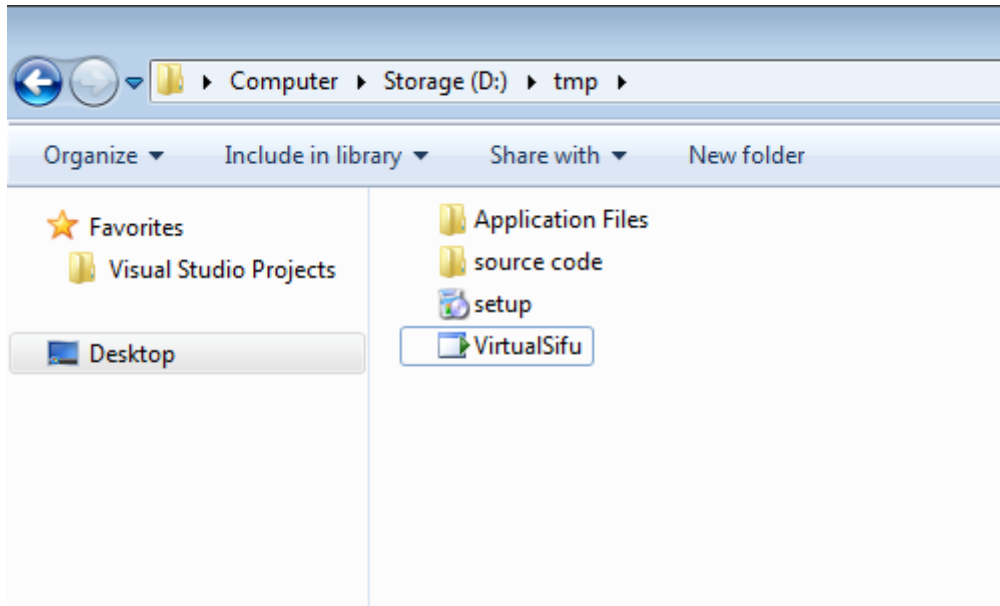 Computer Storage (D:) tmp
Organize Include in library Share with New folder
Favorites
Visual Studio Projects
Desktop
Application Files
source code
setup
VirtualSifu